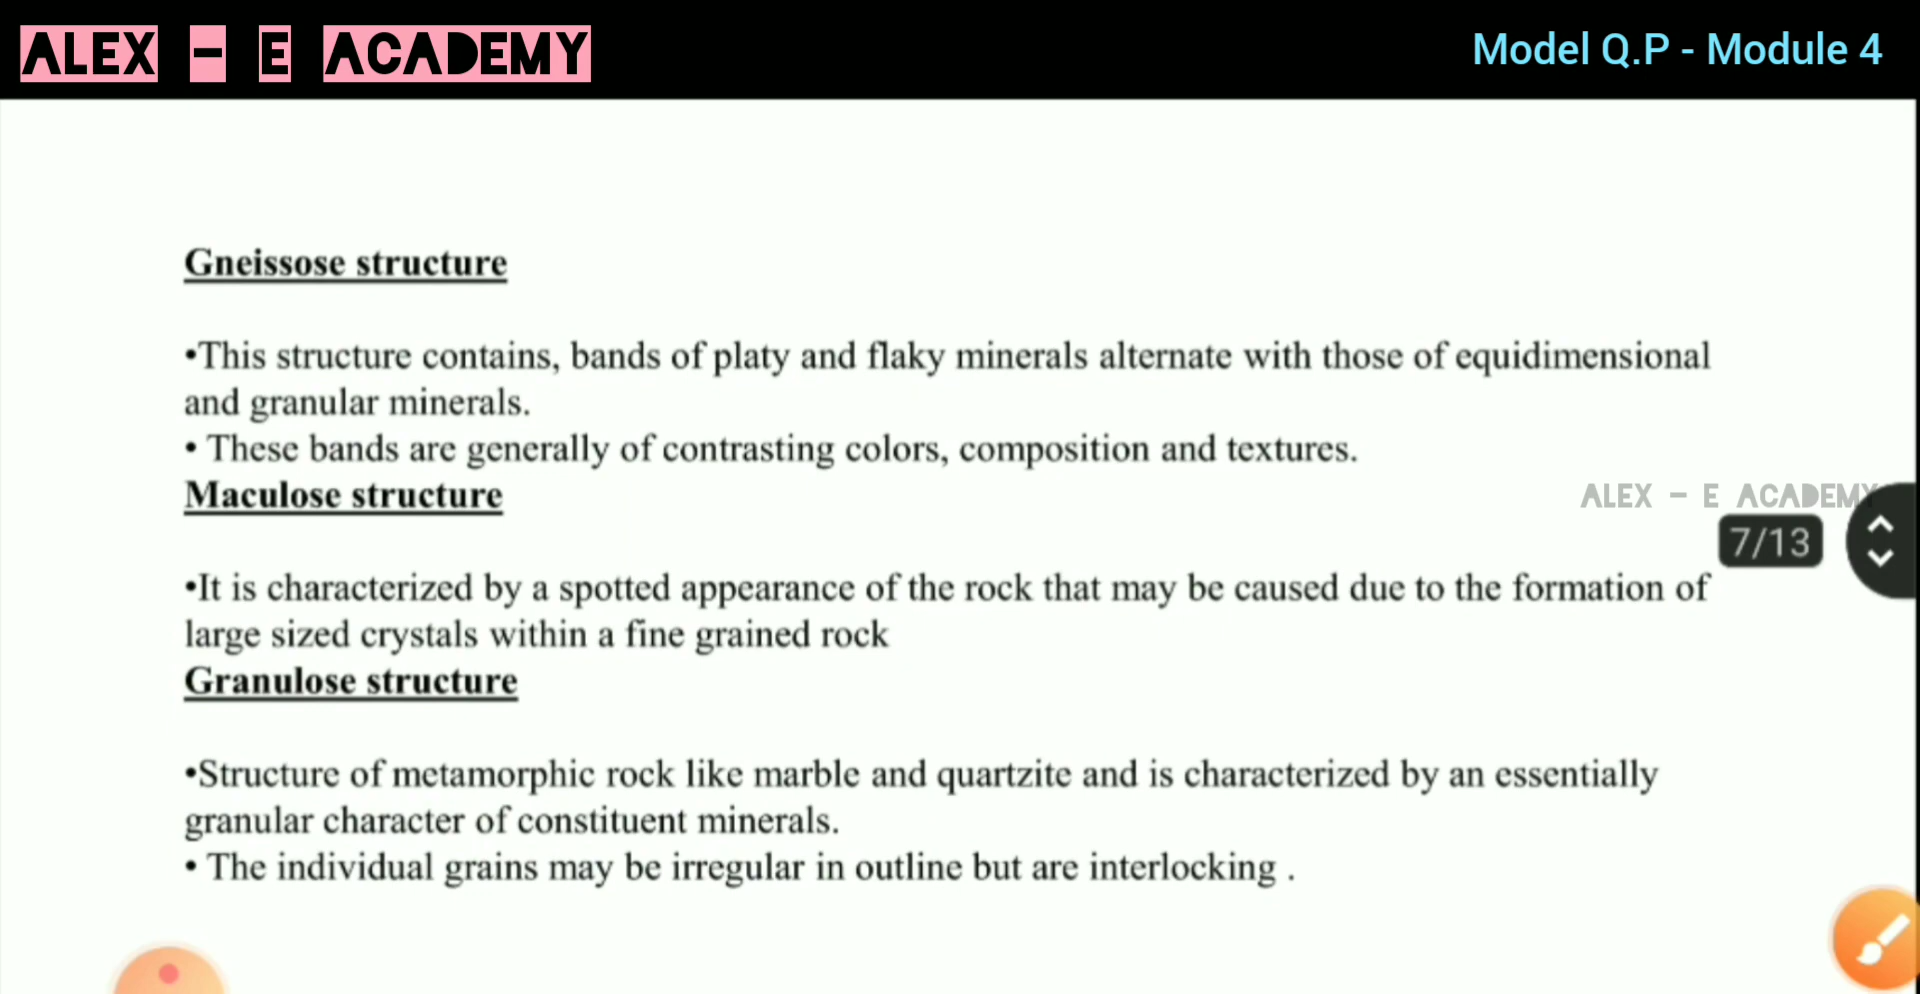 ALEX - E ACADEMY
Model Q.P - Module 4
Gneissose structure
•This structure contains, bands of platy and flaky minerals alternate with those of equidimensional
and granular minerals.
• These bands are generally of contrasting colors, composition and textures.
Maculose structure
ALEX - E ACADEMY
7/13
•It is characterized by a spotted appearance of the rock that may be caused due to the formation of
large sized crystals within a fine grained rock
Granulose structure
•Structure of metamorphic rock like marble and quartzite and is characterized by an essentially
granular character of constituent minerals.
• The individual grains may be irregular in outline but are interlocking .